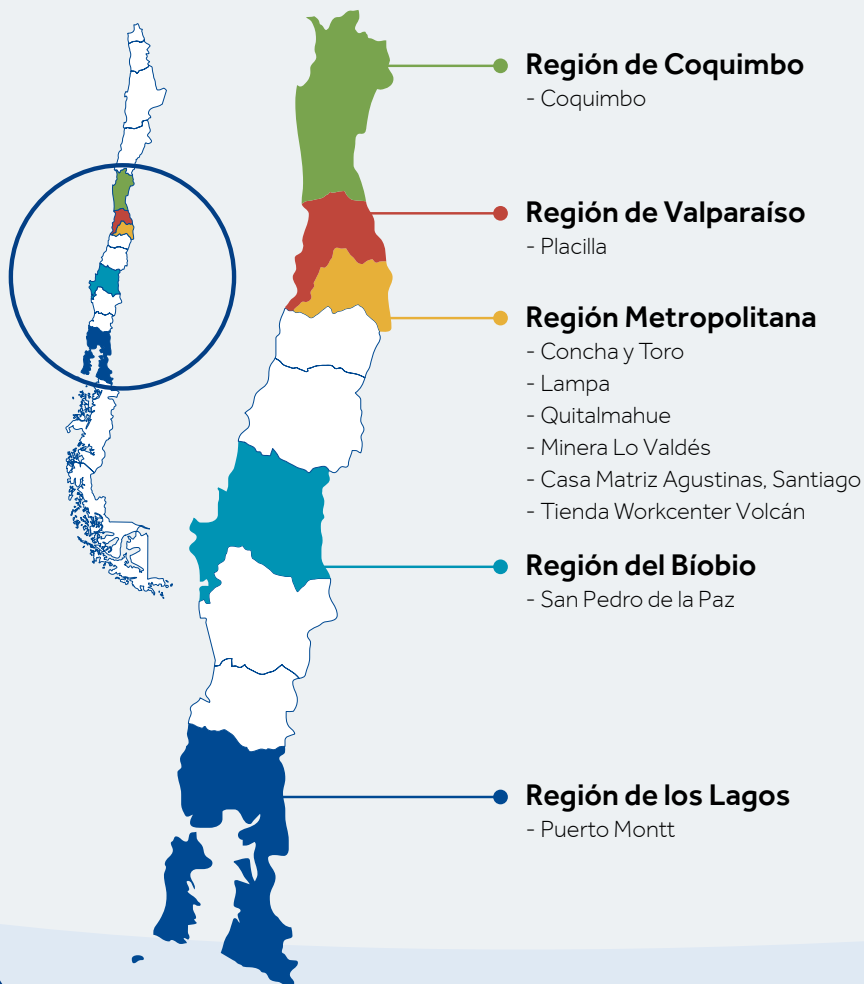 Región de Coquimbo
- Coquimbo
Región de Valparaíso
- Placilla
Región Metropolitana
- Concha y Toro
- Lampa
- Quitalmahue
- Minera Lo Valdés
- Casa Matriz Agustinas, Santiago
- Tienda Workcenter Volcán
Región del Bíobio
- San Pedro de la Paz
Región de los Lagos
- Puerto Montt